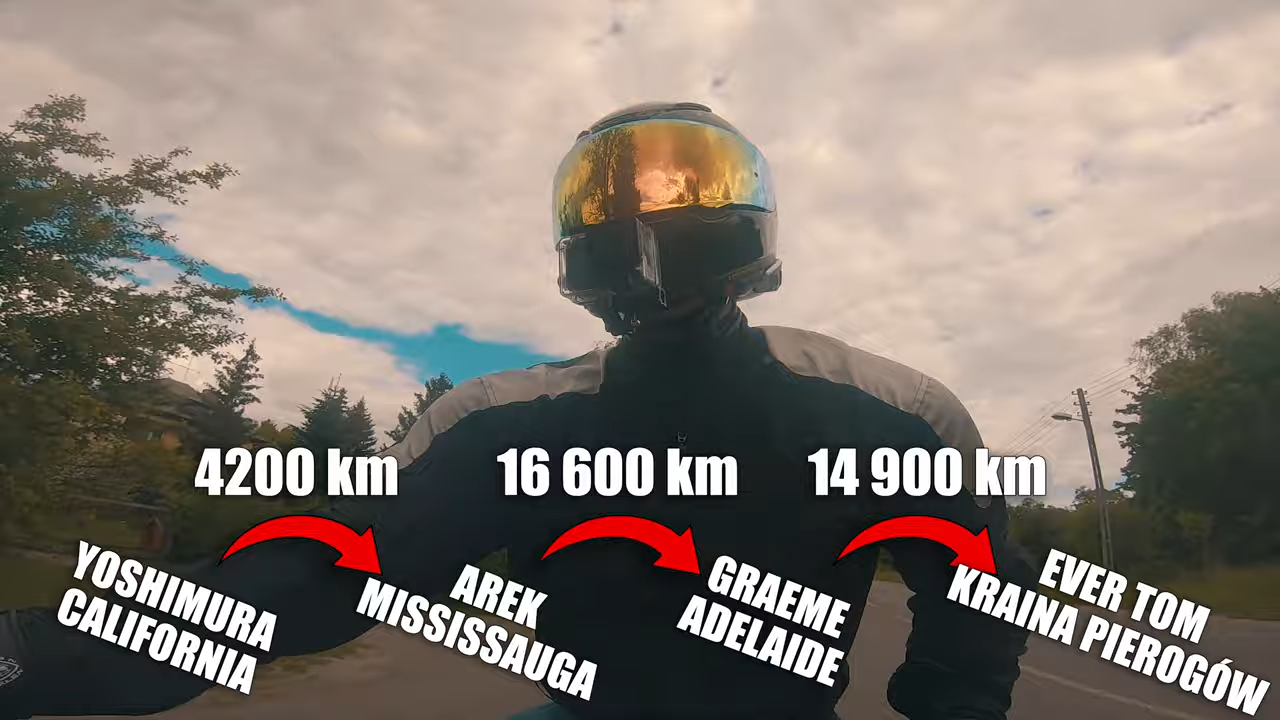 4200 km
16 600 km
14 900 km
YOSHIMURA
CALIFORNIA
AREK
MISSISSAUGA
GRAEME
ADELAIDE
EVER TOM
KRAINA PIEROGÓW